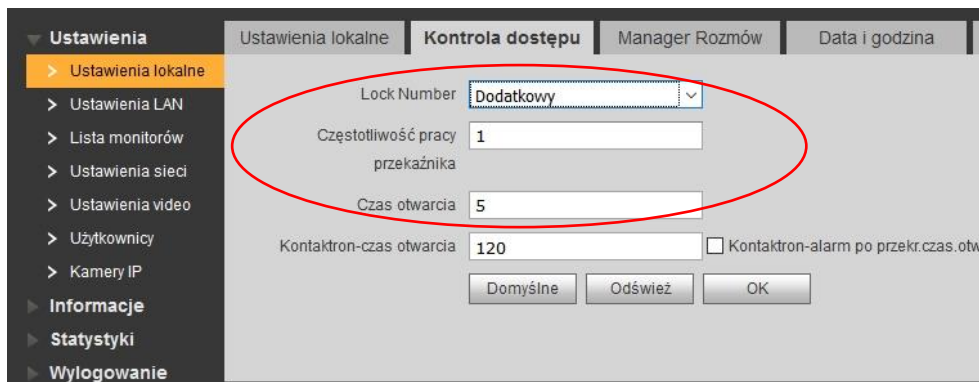 Ustawienia
> Ustawienia lokalne
> Ustawienia LAN
> Lista monitorów
> Ustawienia sieci
> Ustawienia video
> Użytkownicy
> Kamery IP
Informacje
Statystyki
Wylogowanie
Ustawienia lokalne Kontrola dostępu Manager Rozmów Data i godzina
Lock Number Dodatkowy
Częstotliwość pracy 1
przekaźnika
Czas otwarcia 5
Kontaktron-czas otwarcia 120 Kontaktron-alarm po przekr.czas.otw
Domyślne Odśwież OK